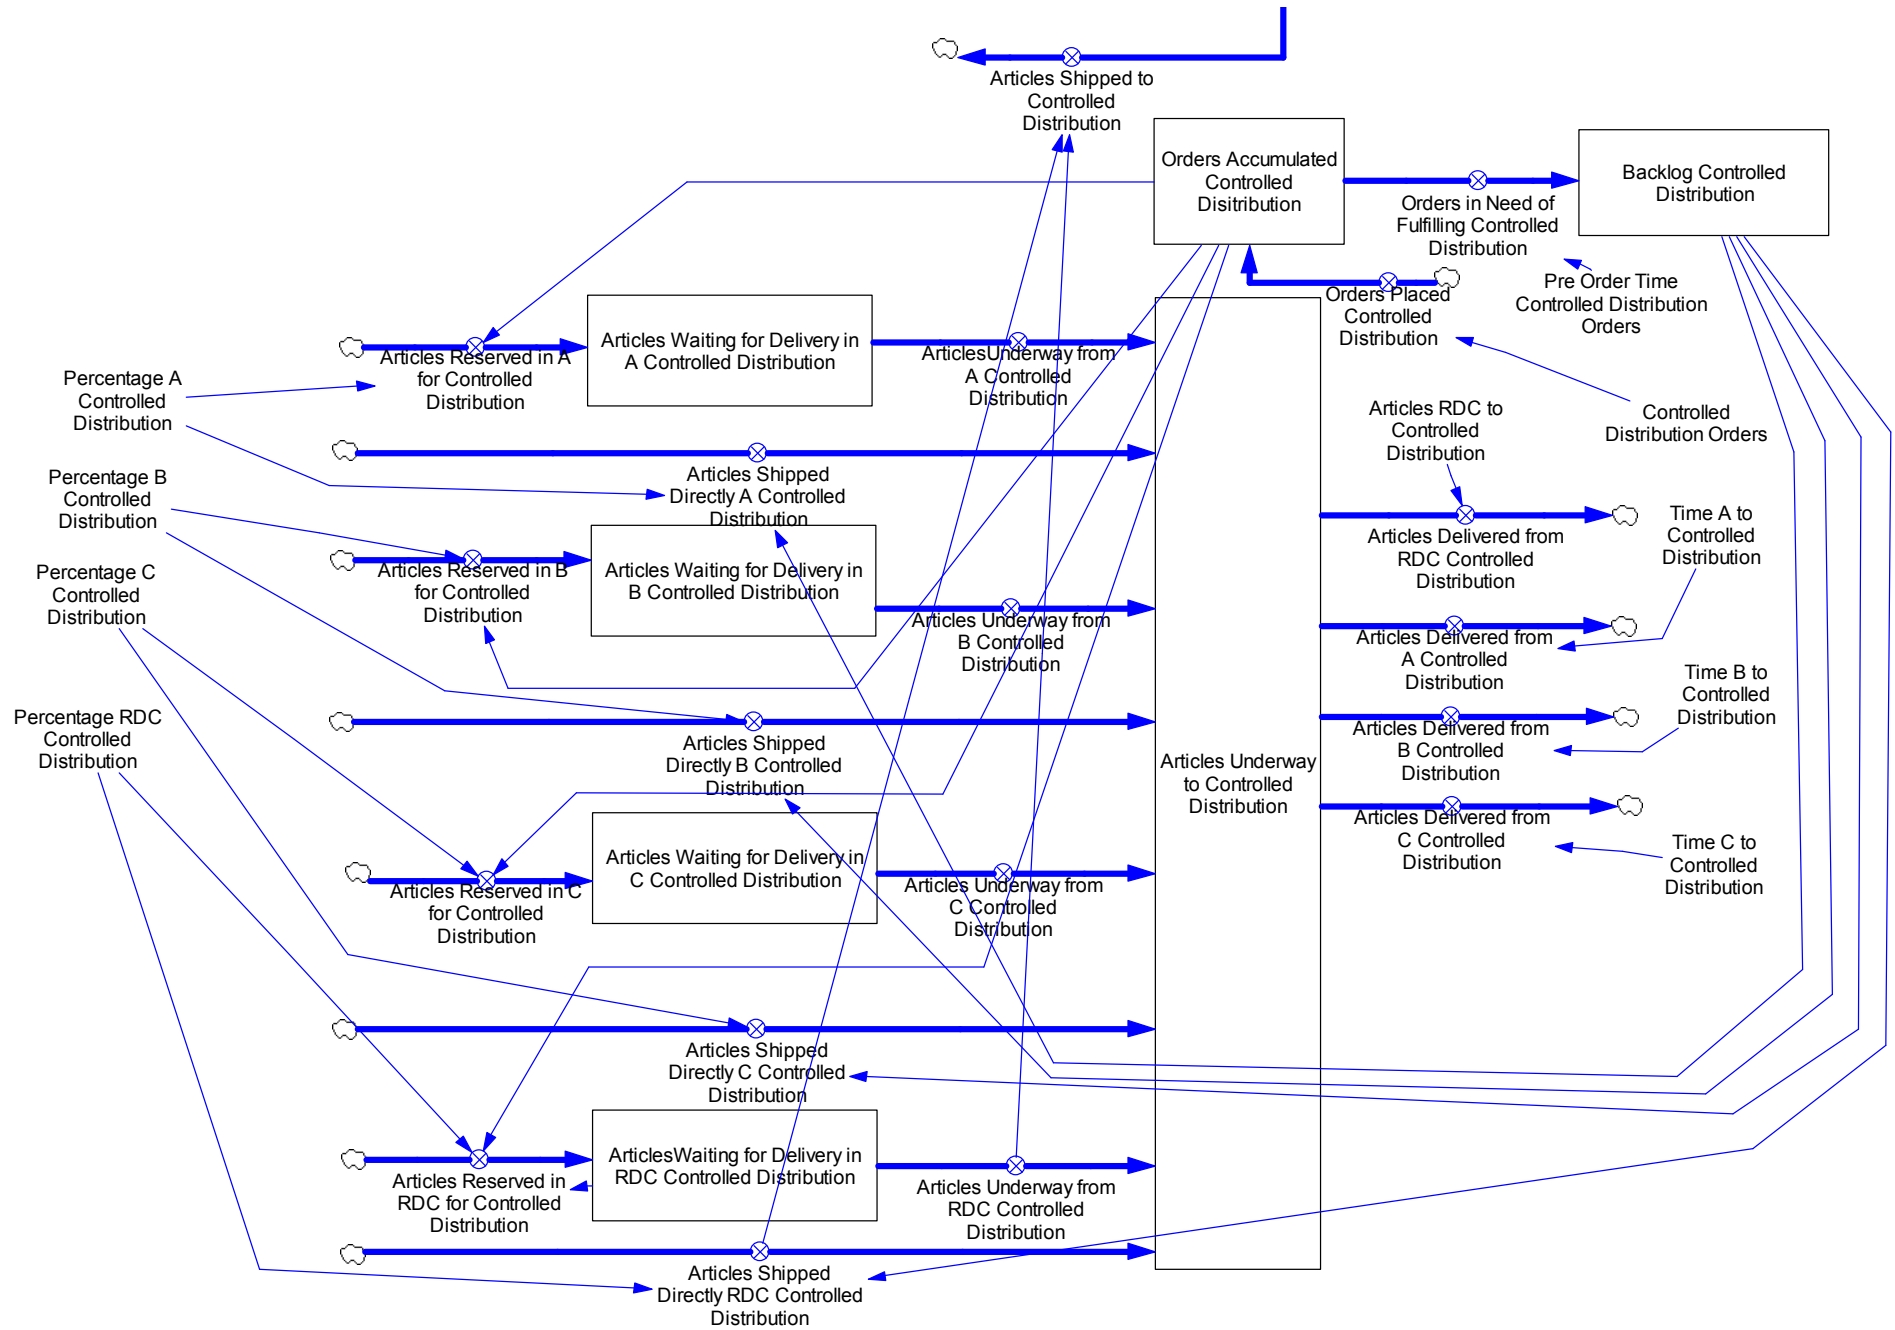 Articles Shipped to
Controlled
Distribution
Orders Accumulated
Controlled
Disitribution
Backlog Controlled
Distribution
Orders in Need of
Fulfilling Controlled
Distribution
Pre Order Time
Controlled Distribution
Orders
Orders Placed
Controlled
Distribution
Controlled
Distribution Orders
Percentage A
Controlled
Distribution
Articles Reserved in A
for Controlled
Distribution
Articles Waiting for Delivery in
A Controlled Distribution
ArticlesUnderway from
A Controlled
Distribution
Articles Shipped
Directly A Controlled
Distribution
Percentage B
Controlled
Distribution
Articles Reserved in B
for Controlled
Distribution
Articles Waiting for Delivery in
B Controlled Distribution
Articles Underway from
B Controlled
Distribution
Percentage C
Controlled
Distribution
Articles Shipped
Directly B Controlled
Distribution
Percentage RDC
Controlled
Distribution
Articles Reserved in C
for Controlled
Distribution
Articles Waiting for Delivery in
C Controlled Distribution
Articles Underway from
C Controlled
Distribution
Articles Shipped
Directly C Controlled
Distribution
Articles Reserved in
RDC for Controlled
Distribution
ArticlesWaiting for Delivery in
RDC Controlled Distribution
Articles Underway from
RDC Controlled
Distribution
Articles Shipped
Directly RDC Controlled
Distribution
Articles Underway
to Controlled
Distribution
Articles RDC to
Controlled
Distribution
Articles Delivered from
RDC Controlled
Distribution
Time A to
Controlled
Distribution
Articles Delivered from
A Controlled
Distribution
Time B to
Controlled
Distribution
Articles Delivered from
B Controlled
Distribution
Articles Delivered from
C Controlled
Distribution
Time C to
Controlled
Distribution